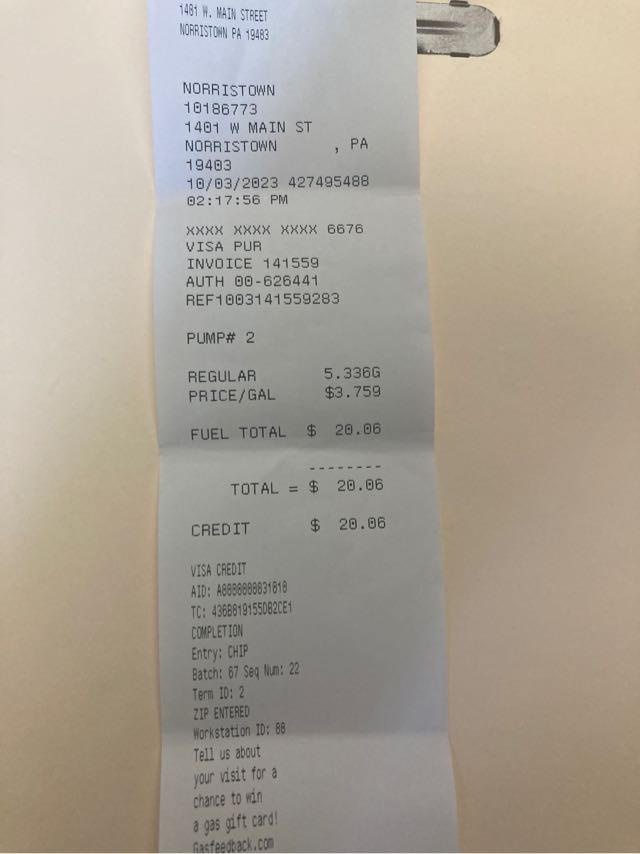 1401 W. MAIN STREET
NORRISTOWN PA 19403
NORRISTOWN
10186773
1401 W MAIN ST
NORRISTOWN , PA
19403
10/03/2023 427495488
02:17:56 PM
XXXX XXXX XXXX 6676
VISA PUR
INVOICE 141559
AUTH 00-626441
REF1003141559283
PUMP# 2
REGULAR 5.336G
PRICE/GAL $3.759
FUEL TOTAL $ 20.06
--------
TOTAL = $ 20.06
CREDIT $ 20.06
VISA CREDIT
AID: A0000000031010
TC: 436B819155D82CE1
COMPLETION
Entry: CHIP
Batch: 67 Seq Num: 22
Term ID: 2
ZIP ENTERED
Workstation ID: 00
Tell us about
your visit for a
chance to win
a gas gift card!
Gasfeedback.com